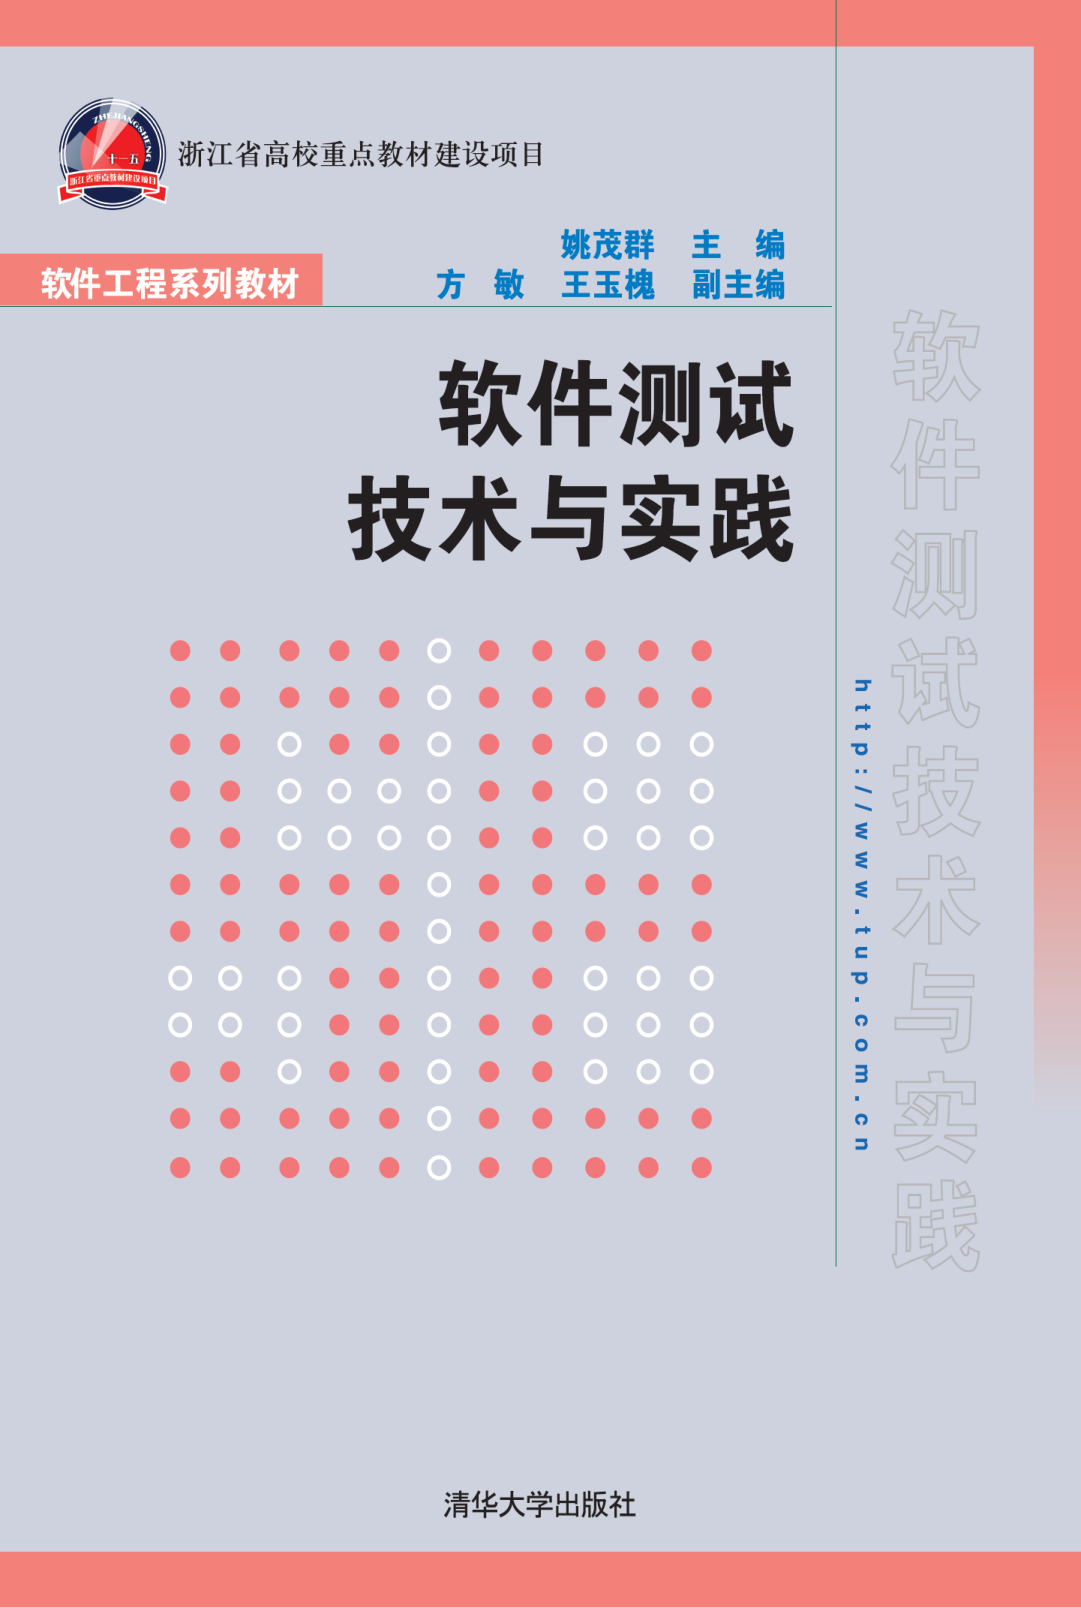 ZHEJIANGSHENG
十一五
浙江省重点教材建设项目
浙江省高校重点教材建设项目
姚茂群 主 编
软件工程系列教材
方 敏 王玉槐 副主编
软件测试
技术与实践
http://www.tup.com.cn
软件测试技术与实践
清华大学出版社